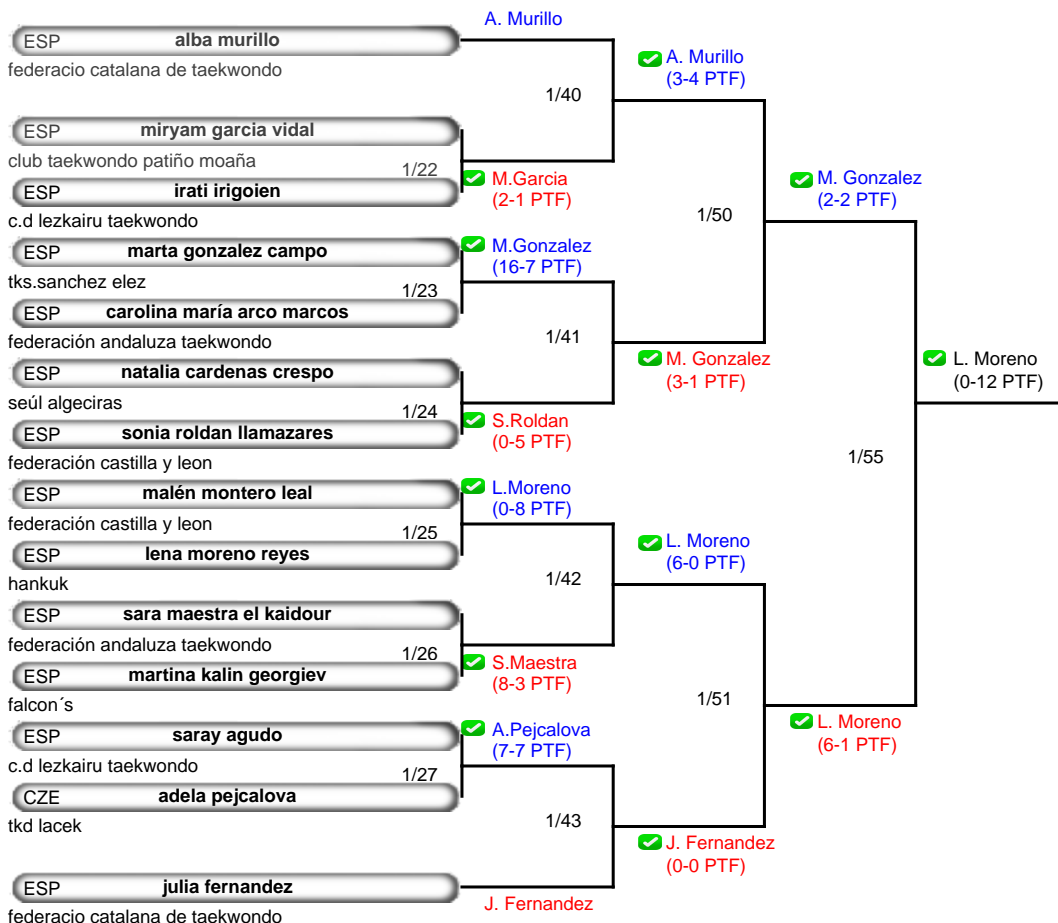 A. Murillo
ESP alba murillo
federacio catalana de taekwondo
A. Murillo
(3-4 PTF)
1/40
ESP miryam garcia vidal
club taekwondo patiño moaña
1/22
M.Garcia
(2-1 PTF)
ESP irati irigoien
c.d lezkairu taekwondo
M. Gonzalez
(2-2 PTF)
1/50
ESP marta gonzalez campo
tks.sanchez elez
M.Gonzalez
(16-7 PTF)
1/23
ESP carolina maría arco marcos
federación andaluza taekwondo
1/41
M. Gonzalez
(3-1 PTF)
ESP natalia cardenas crespo
seúl algeciras
1/24
S.Roldan
(0-5 PTF)
ESP sonia roldan llamazares
federación castilla y leon
L. Moreno
(0-12 PTF)
1/55
ESP malén montero leal
federación castilla y leon
L.Moreno
(0-8 PTF)
1/25
ESP lena moreno reyes
hankuk
L. Moreno
(6-0 PTF)
1/42
ESP sara maestra el kaidour
federación andaluza taekwondo
1/26
S.Maestra
(8-3 PTF)
ESP martina kalin georgiev
falcon´s
1/51
L. Moreno
(6-1 PTF)
ESP saray agudo
c.d lezkairu taekwondo
A.Pejcalova
(7-7 PTF)
1/27
CZE adela pejcalova
tkd lacek
1/43
J. Fernandez
(0-0 PTF)
ESP julia fernandez
J. Fernandez
federacio catalana de taekwondo